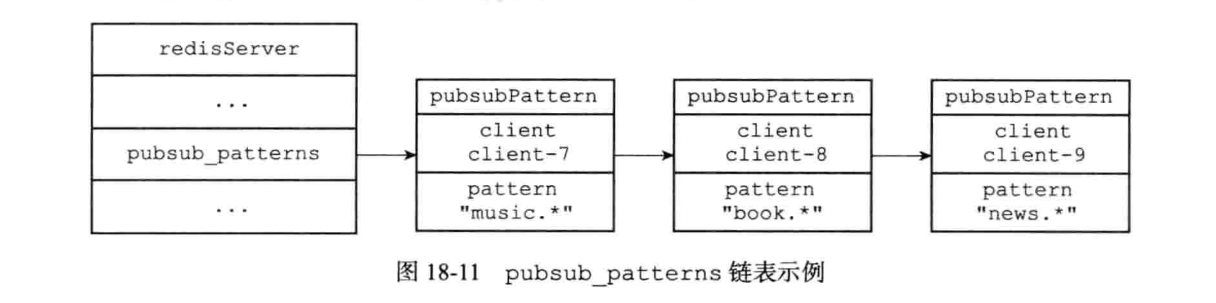 redisServer
...
pubsub_patterns
...
pubsubPattern
client
client-7
pattern
"music.*"
pubsubPattern
client
client-8
pattern
"book.*"
pubsubPattern
client
client-9
pattern
"news.*"
图 18-11 pubsub_patterns 链表示例